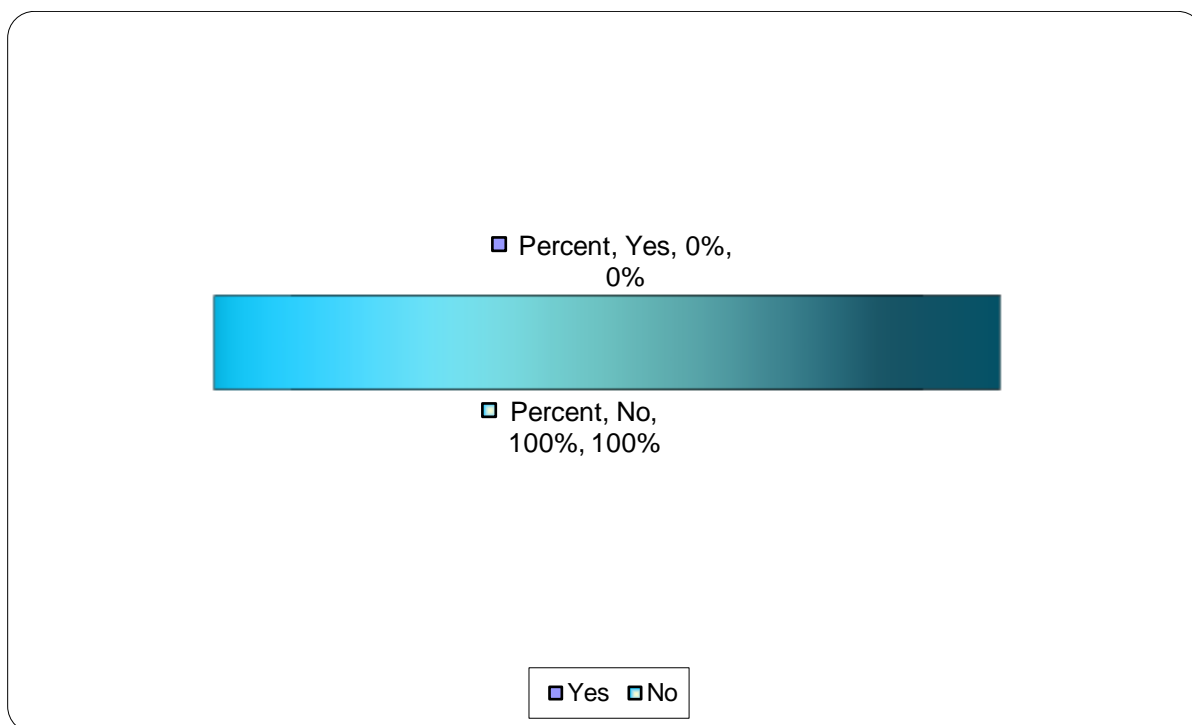 Percent, Yes, 0%,
0%
Percent, No,
100%, 100%
Yes No